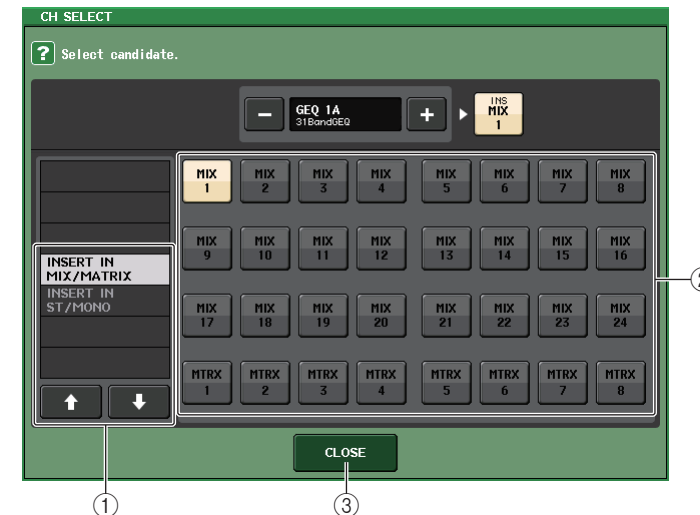 CH SELECT
? Select candidate.
− GEQ 1A 31BandGEQ + INS MIX 1
MIX 1 MIX 2 MIX 3 MIX 4 MIX 5 MIX 6 MIX 7 MIX 8
MIX 9 MIX 10 MIX 11 MIX 12 MIX 13 MIX 14 MIX 15 MIX 16
INSERT IN
MIX/MATRIX
INSERT IN
ST/MONO
MIX 17 MIX 18 MIX 19 MIX 20 MIX 21 MIX 22 MIX 23 MIX 24
MTRX 1 MTRX 2 MTRX 3 MTRX 4 MTRX 5 MTRX 6 MTRX 7 MTRX 8
②
CLOSE
① ③